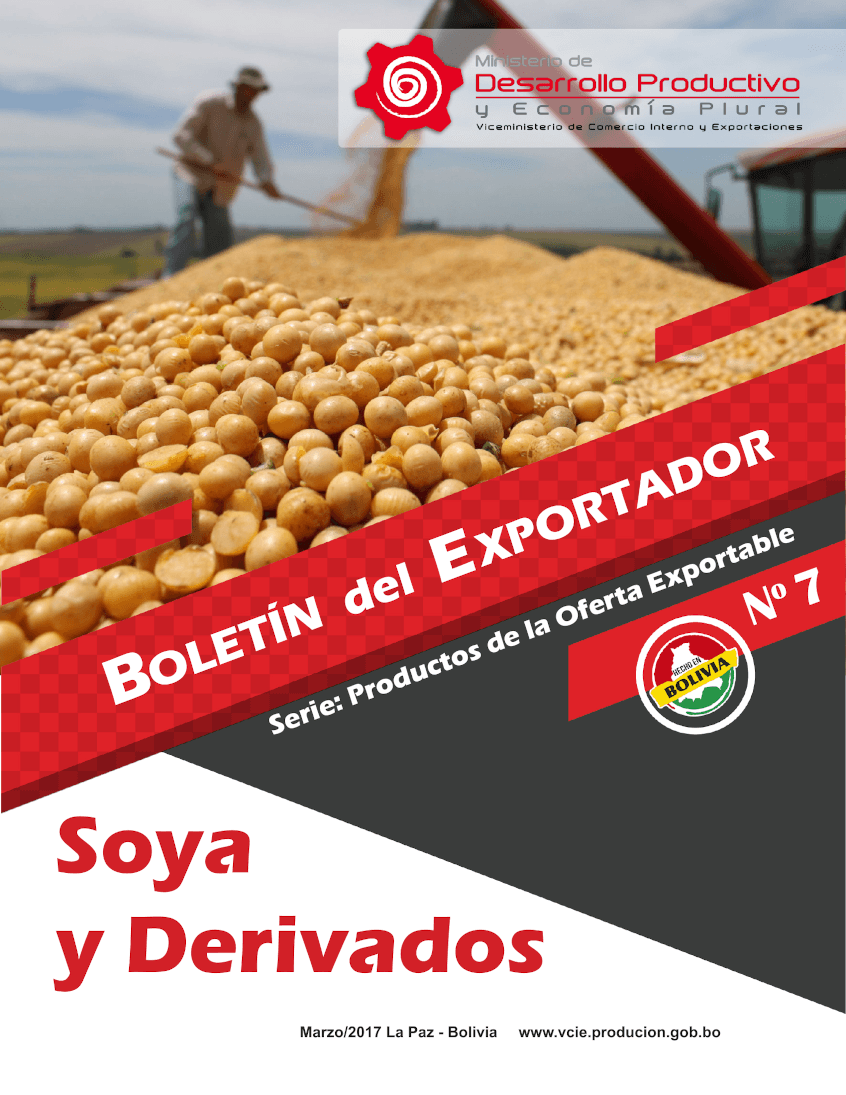 Ministerio de
Desarrollo Productivo
y Economía Plural
Viceministerio de Comercio Interno y Exportaciones
BOLETÍN del EXPORTADOR
Serie: Productos de la Oferta Exportable
Nº 7
HECHO EN
BOLIVIA
Soya
y Derivados
Marzo/2017 La Paz - Bolivia www.vcie.producion.gob.bo